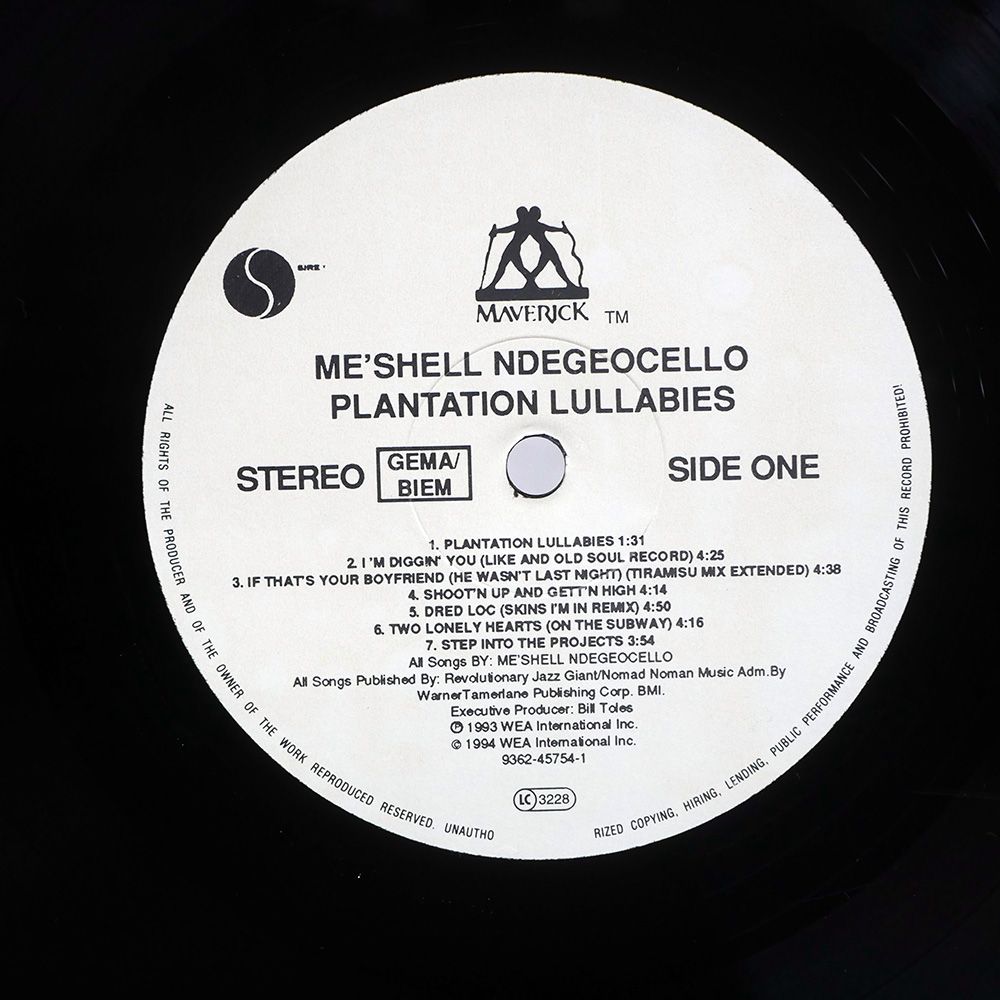 SIRE
MAVERICK TM
ME'SHELL NDEGEOCELLO
PLANTATION LULLABIES
STEREO
GEMA/
BIEM
SIDE ONE
1. PLANTATION LULLABIES 1:31
2. I'M DIGGIN' YOU (LIKE AND OLD SOUL RECORD) 4:25
3. IF THAT'S YOUR BOYFRIEND (HE WASN'T LAST NIGHT) (TIRAMISU MIX EXTENDED) 4:38
4. SHOOT'N UP AND GETT'N HIGH 4:14
5. DRED LOC (SKINS I'M IN REMIX) 4:50
6. TWO LONELY HEARTS (ON THE SUBWAY) 4:16
7. STEP INTO THE PROJECTS 3:54
All Songs BY: ME'SHELL NDEGEOCELLO
All Songs Published By: Revolutionary Jazz Giant/Nomad Noman Music Adm.By
WarnerTamerlane Publishing Corp. BMI.
Executive Producer: Bill Toles
℗ 1993 WEA International Inc.
© 1994 WEA International Inc.
9362-45754-1
LC 3228
ALL RIGHTS OF THE PRODUCER AND OF THE OWNER OF THE WORK REPRODUCED RESERVED. UNAUTHO
RIZED COPYING, HIRING, LENDING, PUBLIC PERFORMANCE AND BROADCASTING OF THIS RECORD PROHIBITED!